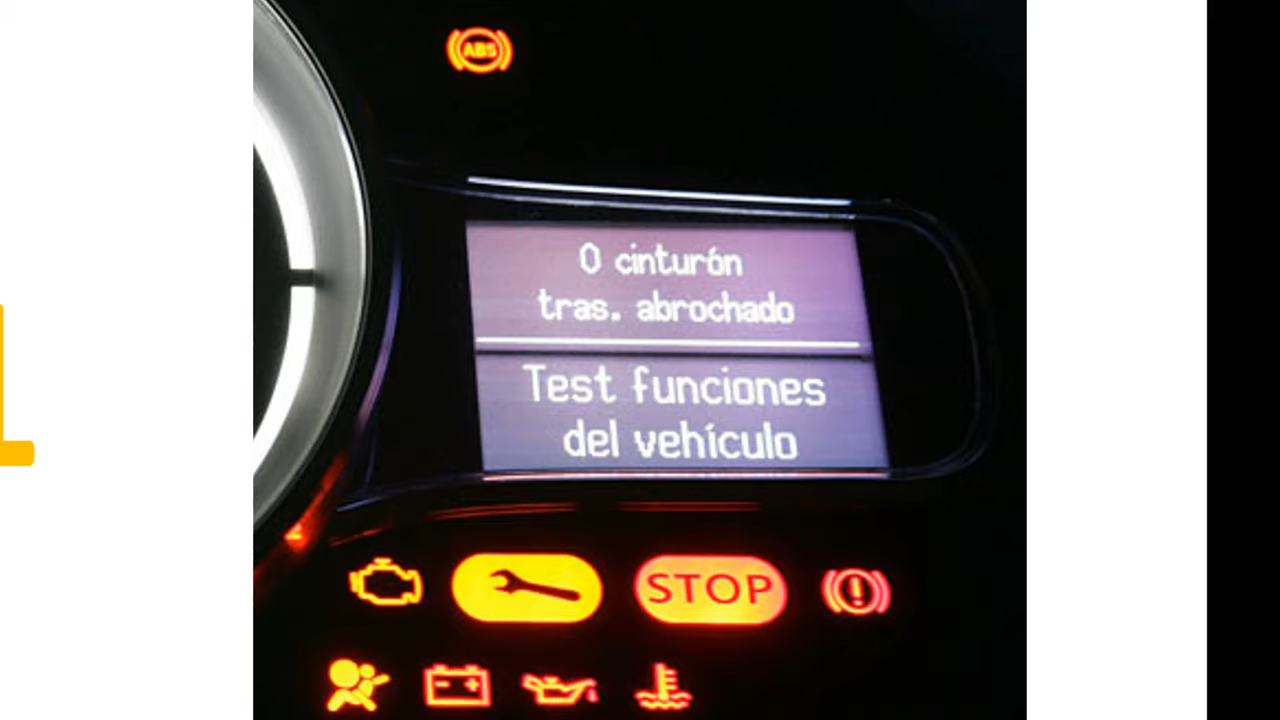 ABS
0 cinturón
tras. abrochado
Test funciones
del vehículo
STOP